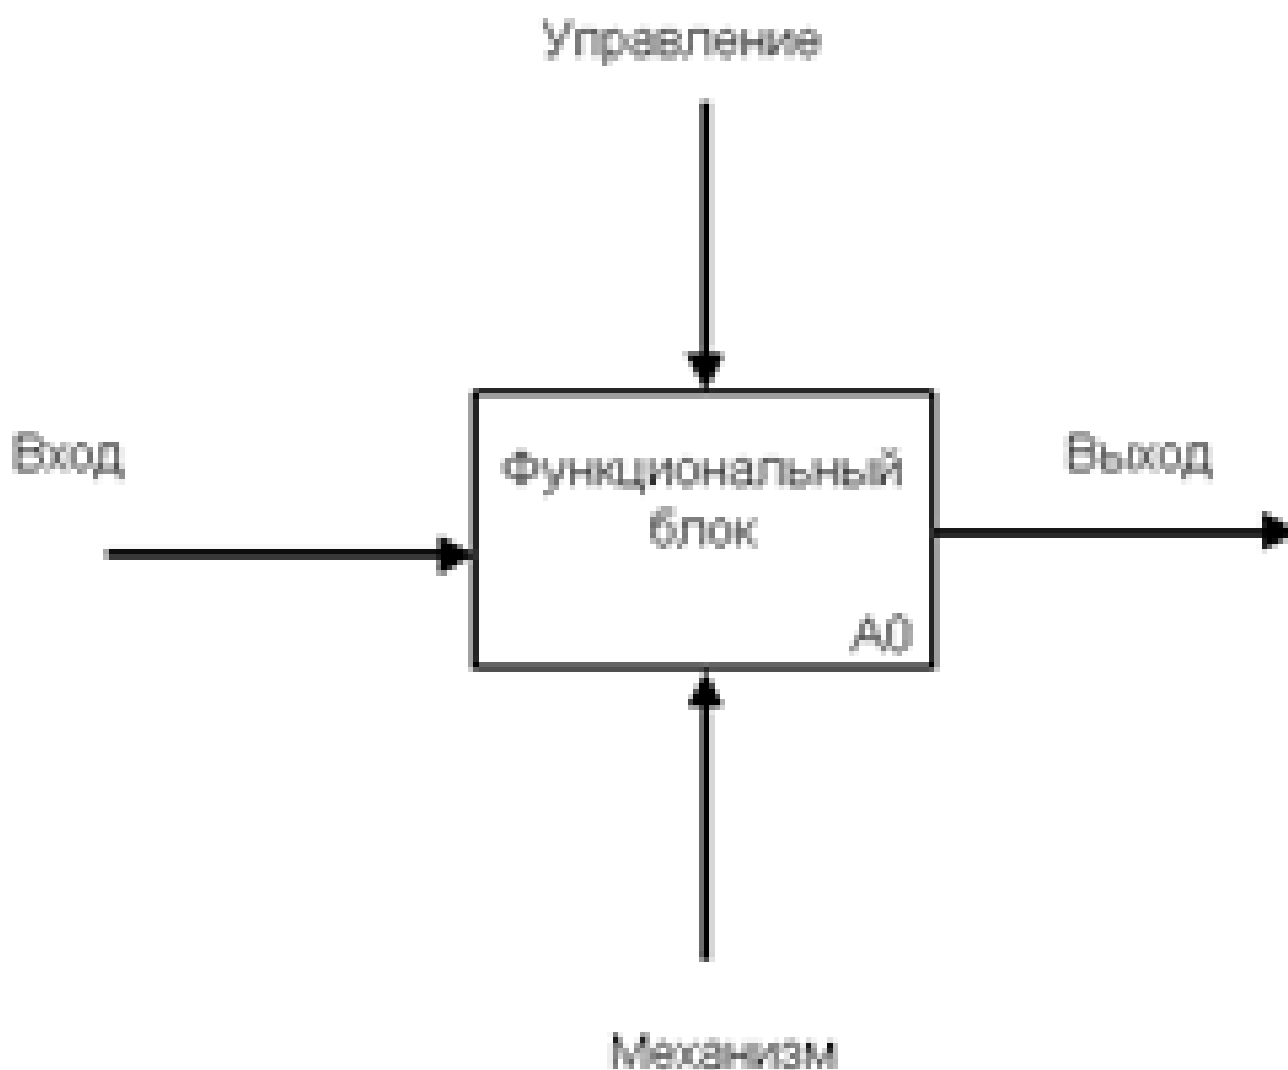 Управление
Вход
Функциональный
блок
Выход
A0
Механизм